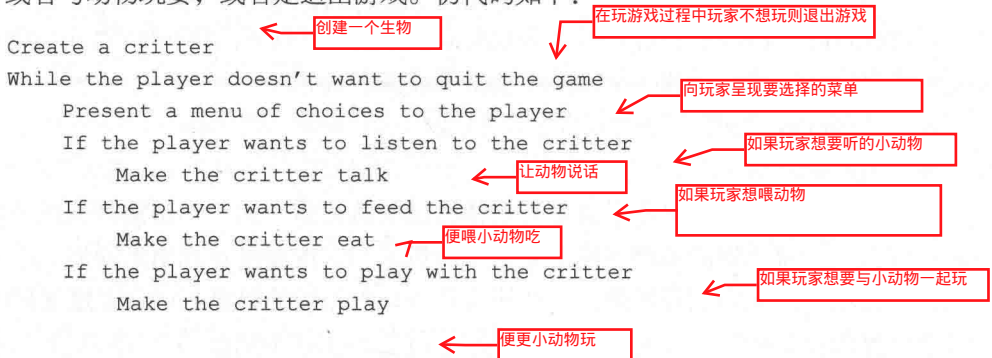 或者与动物玩耍，或者是退出游戏。伪代码如下：
创建一个生物
在玩游戏过程中玩家不想玩则退出游戏
Create a critter
While the player doesn't want to quit the game
向玩家呈现要选择的菜单
Present a menu of choices to the player
If the player wants to listen to the critter
如果玩家想要听的小动物
Make the critter talk
让动物说话
If the player wants to feed the critter
如果玩家想喂动物
Make the critter eat
便喂小动物吃
If the player wants to play with the critter
如果玩家想要与小动物一起玩
Make the critter play
便更小动物玩